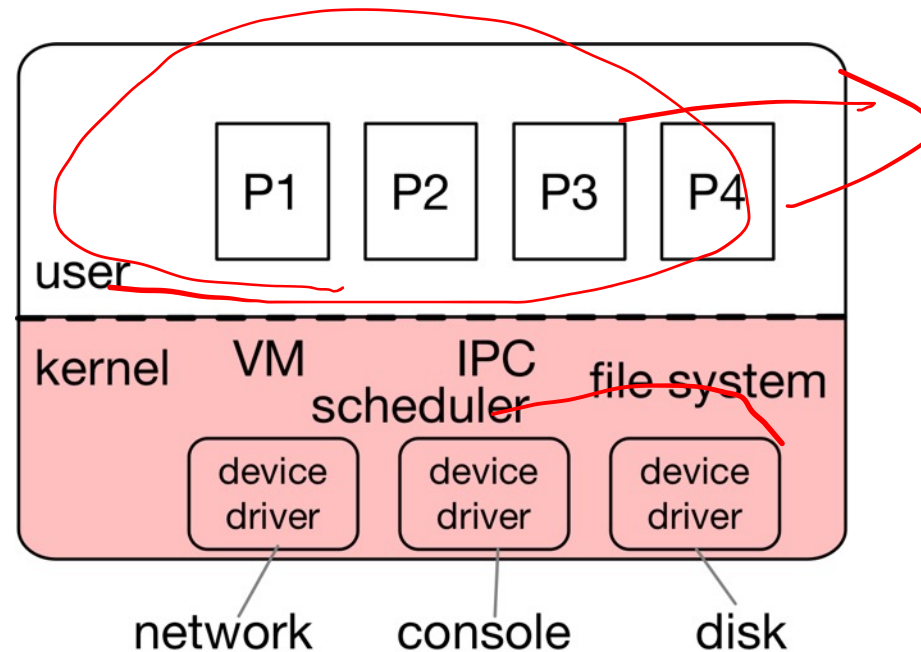 P1 P2 P3 P4
user
kernel VM IPC file system
scheduler
device device device
driver driver driver
network console disk